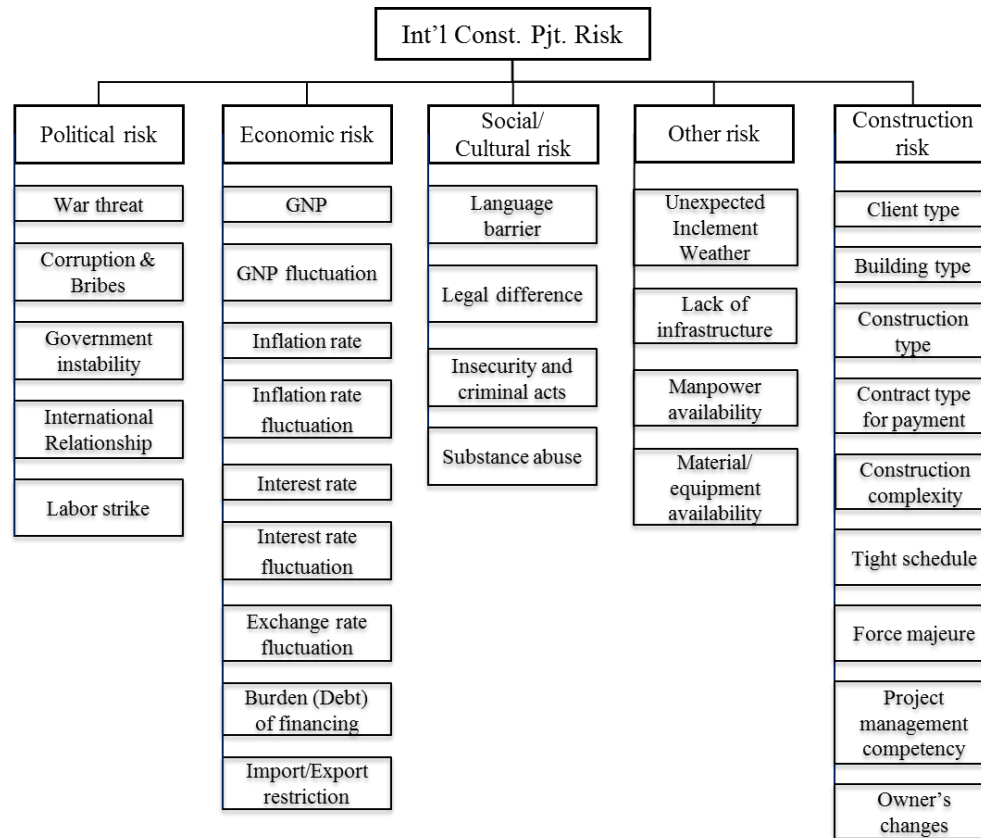 Int’l Const. Pjt. Risk
Political risk
War threat
Corruption &
Bribes
Government
instability
International
Relationship
Labor strike
Economic risk
GNP
GNP fluctuation
Inflation rate
Inflation rate
fluctuation
Interest rate
Interest rate
fluctuation
Exchange rate
fluctuation
Burden (Debt)
of financing
Import/Export
restriction
Social/
Cultural risk
Language
barrier
Legal difference
Insecurity and
criminal acts
Substance abuse
Other risk
Unexpected
Inclement
Weather
Lack of
infrastructure
Manpower
availability
Material/
equipment
availability
Construction
risk
Client type
Building type
Construction
type
Contract type
for payment
Construction
complexity
Tight schedule
Force majeure
Project
management
competency
Owner’s
changes